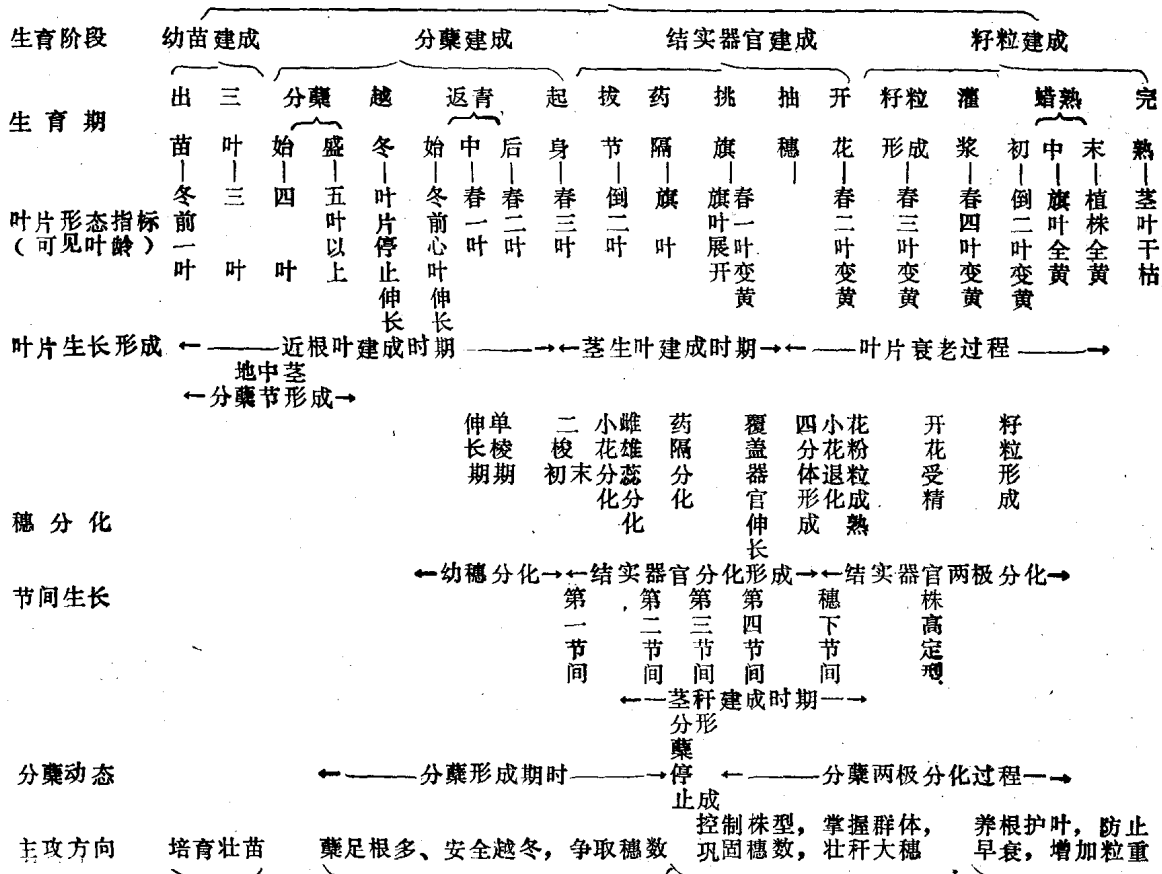 生育阶段 幼苗建成 分蘖建成 结实器官建成 籽粒建成
生育期 出苗 三叶 分蘖 始 盛 越冬 返青 始 中 后 起身 拔节 药隔 挑旗 抽穗 开花 籽粒形成 灌浆 蜡熟 初 中 末 完熟
叶片形态指标
(可见叶龄)
冬前一叶
三叶
四叶
五叶以上
叶片停止伸长
冬前心叶伸长
春一叶
春二叶
春三叶
倒二叶
旗叶
旗叶展开
春一叶变黄
春二叶变黄
春三叶变黄
春四叶变黄
倒二叶变黄
旗叶全黄
植株全黄
茎叶干枯
叶片生长形成 ←——近根叶建成时期——→←茎生叶建成时期→←—叶片衰老过程——→
地中茎
←分蘖节形成→
穗分化
伸长期
单棱期
二棱初
末
小花分化
雌雄蕊分化
药隔分化
覆盖器官伸长
四分体形成
小花退化
花粉粒成熟
开花受精
籽粒形成
←幼穗分化→←结实器官分化形成→←结实器官两极分化→
节间生长
第一节间
第二节间
第三节间
第四节间
穗下节间
株高定型
←—茎秆建成时期—→
分蘖动态 ←———分蘖形成期时———→ 分形蘖停止成 ←——分蘖两极分化过程—→
主攻方向 培育壮苗 蘖足根多、安全越冬,争取穗数
控制株型,掌握群体,
巩固穗数,壮秆大穗
养根护叶,防止
早衰,增加粒重